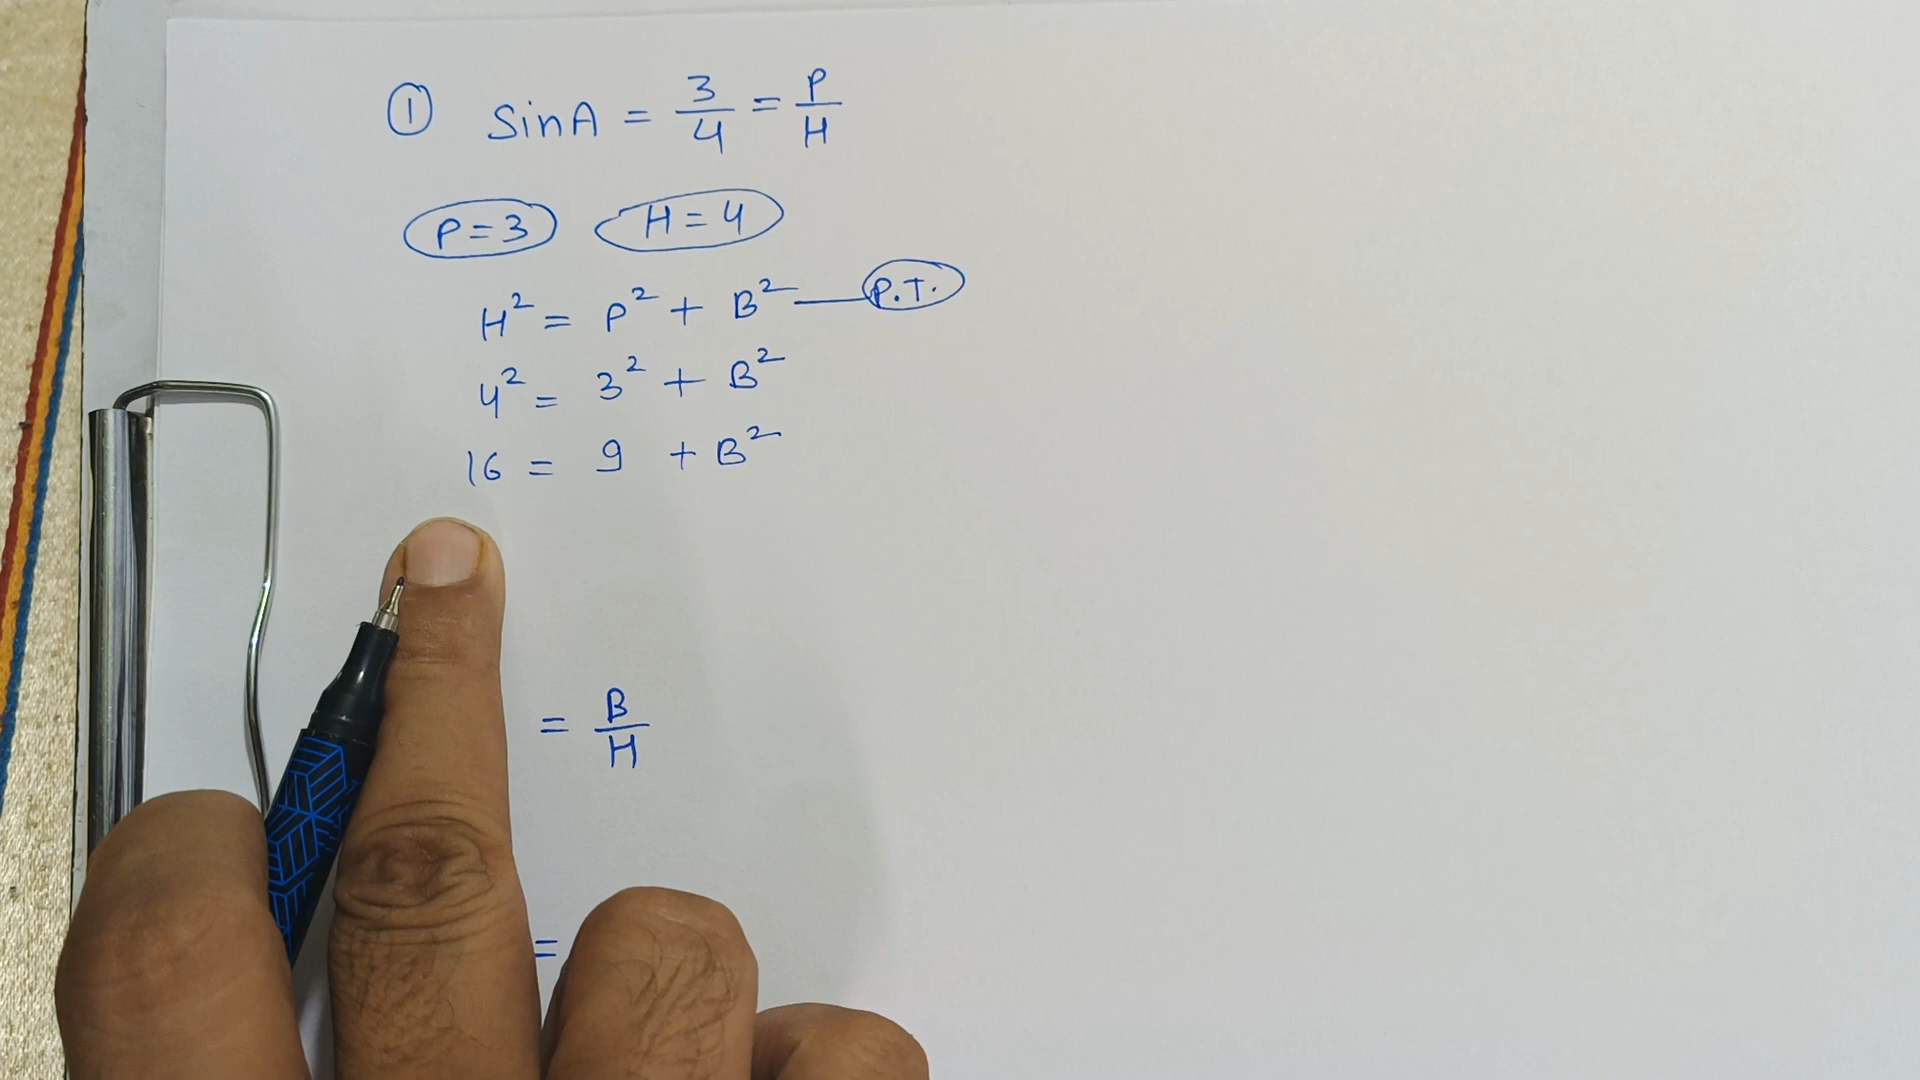 ① SinA = 3/4 = P/H
P=3 H=4
H² = P² + B² — P.T.
4² = 3² + B²
16 = 9 + B²
= B/H
=